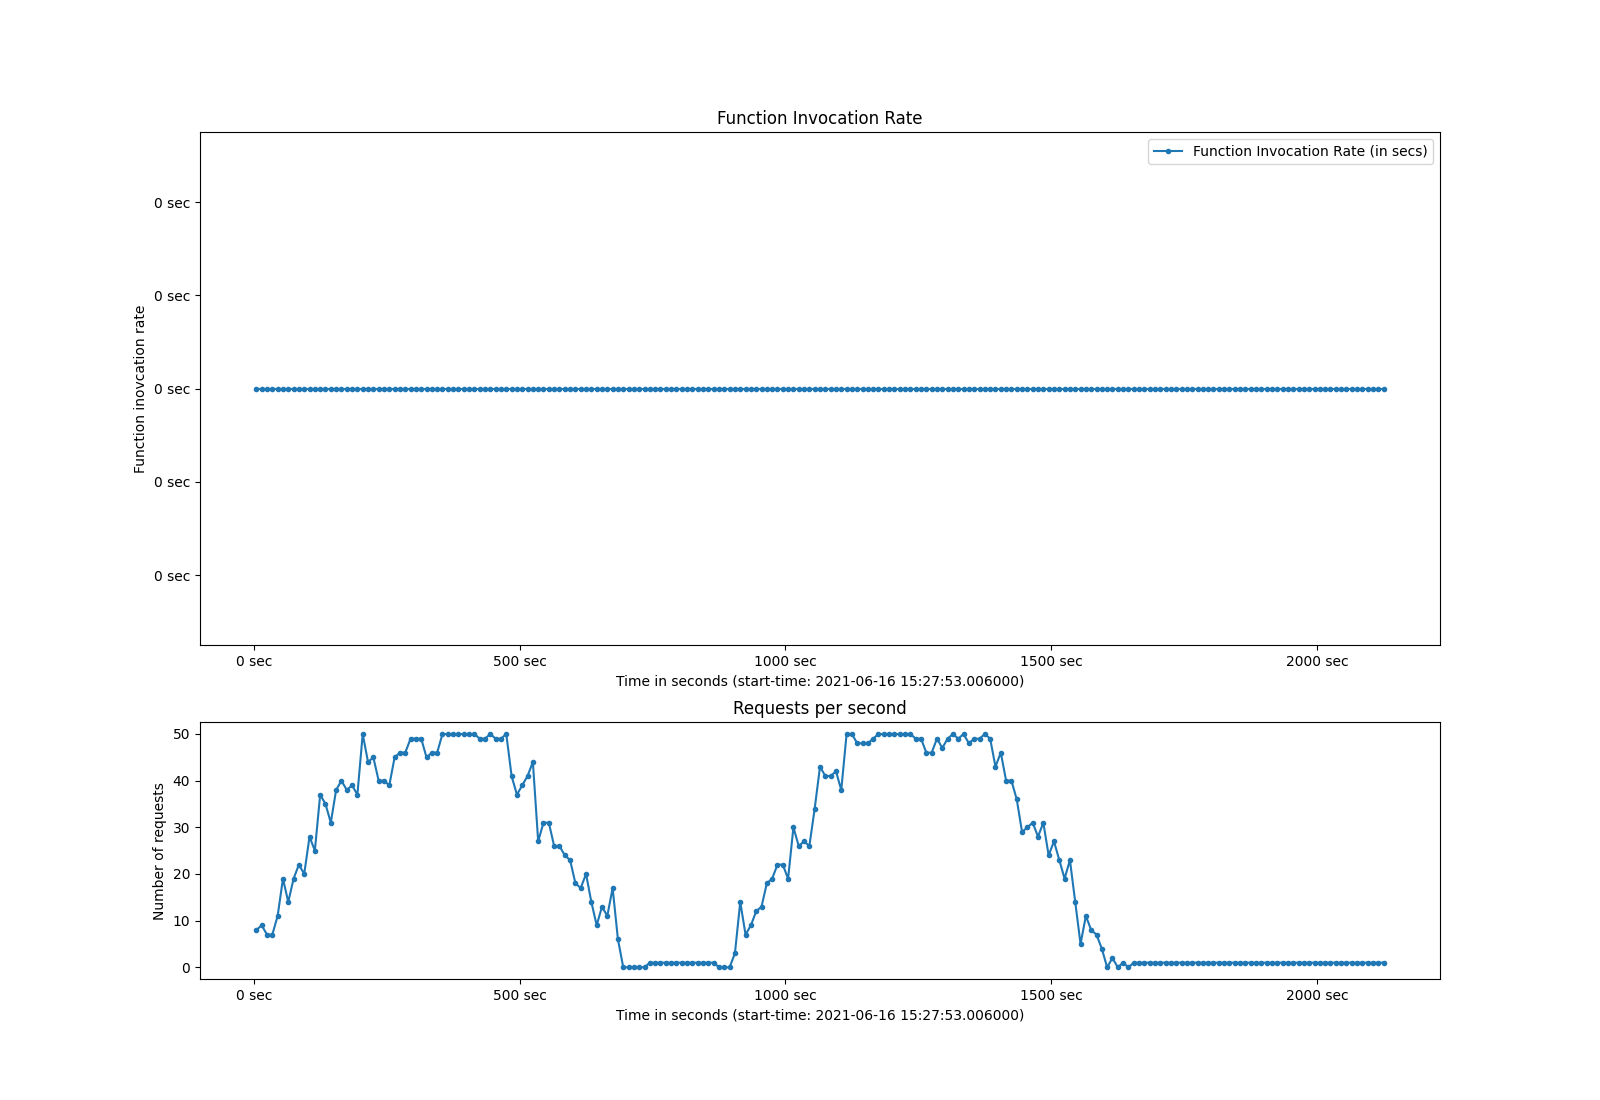 Function Invocation Rate
Function Invocation Rate (in secs)
0 sec
0 sec
0 sec
0 sec
0 sec
Function inovcation rate
0 sec 500 sec 1000 sec 1500 sec 2000 sec
Time in seconds (start-time: 2021-06-16 15:27:53.006000)
Requests per second
50
40
30
20
10
0
Number of requests
0 sec 500 sec 1000 sec 1500 sec 2000 sec
Time in seconds (start-time: 2021-06-16 15:27:53.006000)